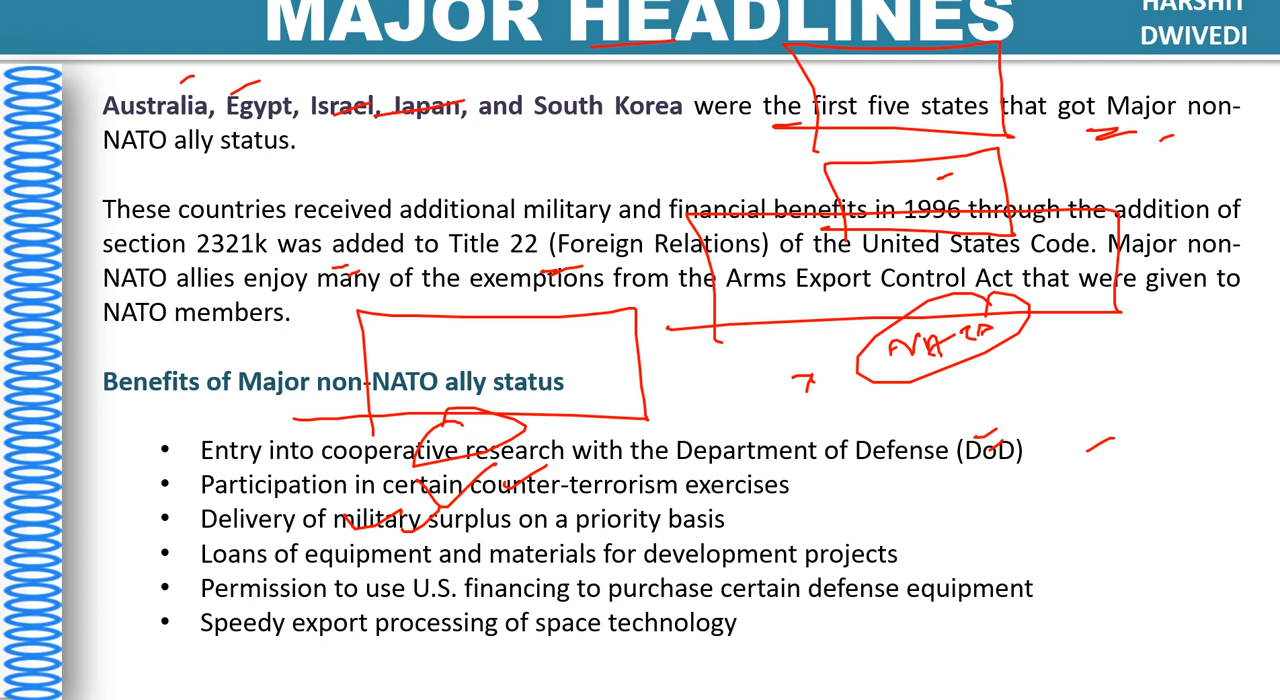 MAJOR HEADLINES
HARSHIT
DWIVEDI
Australia, Egypt, Israel, Japan, and South Korea were the first five states that got Major non-
NATO ally status.
These countries received additional military and financial benefits in 1996 through the addition of
section 2321k was added to Title 22 (Foreign Relations) of the United States Code. Major non-
NATO allies enjoy many of the exemptions from the Arms Export Control Act that were given to
NATO members.
Benefits of Major non-NATO ally status
• Entry into cooperative research with the Department of Defense (DoD)
• Participation in certain counter-terrorism exercises
• Delivery of military surplus on a priority basis
• Loans of equipment and materials for development projects
• Permission to use U.S. financing to purchase certain defense equipment
• Speedy export processing of space technology